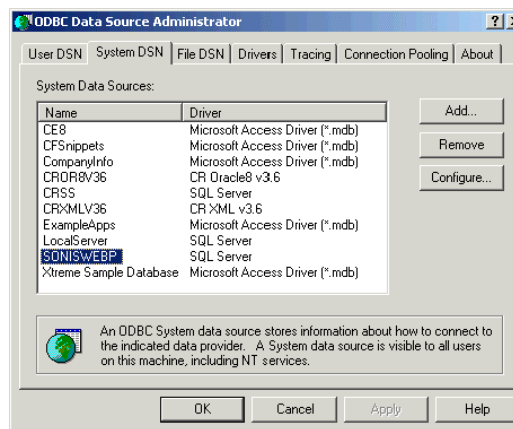 ODBC Data Source Administrator
User DSN System DSN File DSN Drivers Tracing Connection Pooling About
System Data Sources:
Name Driver
CE8 Microsoft Access Driver (*.mdb)
CFSnippets Microsoft Access Driver (*.mdb)
CompanyInfo Microsoft Access Driver (*.mdb)
CROR8V36 CR Oracle8 v3.6
CRSS SQL Server
CRXMLV36 CR XML v3.6
ExampleApps Microsoft Access Driver (*.mdb)
LocalServer SQL Server
SONISWEBP SQL Server
Xtreme Sample Database Microsoft Access Driver (*.mdb)
Add...
Remove
Configure...
An ODBC System data source stores information about how to connect to
the indicated data provider. A System data source is visible to all users
on this machine, including NT services.
OK Cancel Apply Help